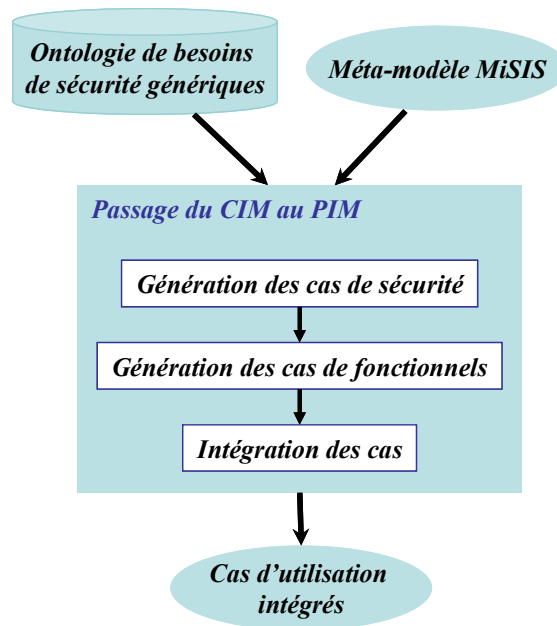 Ontologie de besoins
de sécurité génériques
Méta-modèle MiSIS
Passage du CIM au PIM
Génération des cas de sécurité
Génération des cas de fonctionnels
Intégration des cas
Cas d’utilisation
intégrés